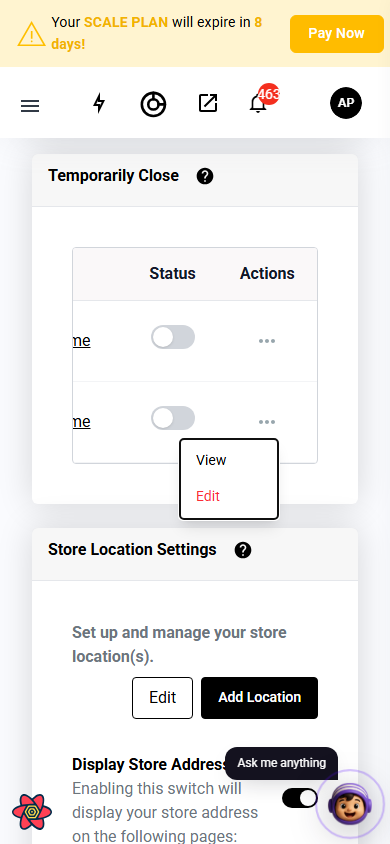 Your SCALE PLAN will expire in 8
days!
Pay Now
463
AP
Temporarily Close
Status
Actions
me
me
View
Edit
Store Location Settings
Set up and manage your store
location(s).
Edit
Add Location
Display Store Address
Ask me anything
Enabling this switch will
display your store address
on the following pages: